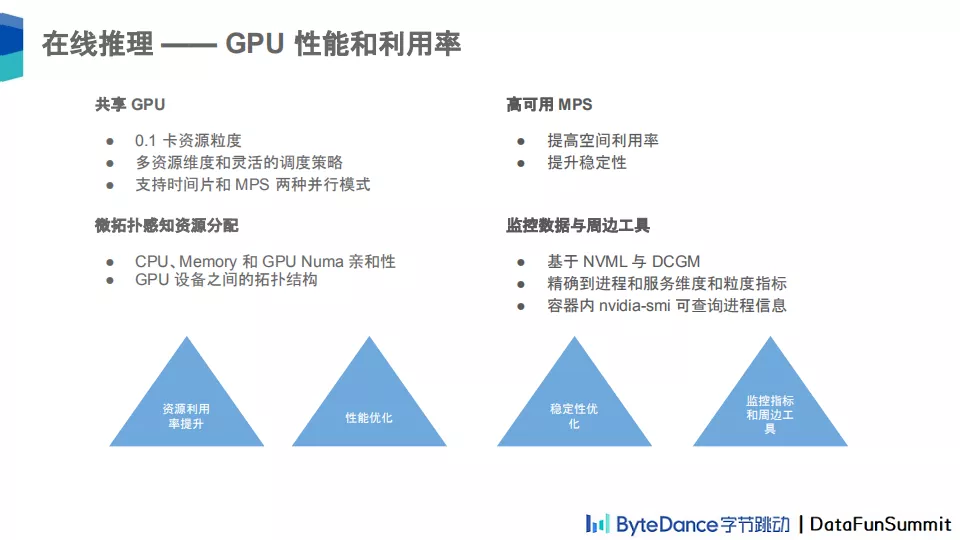 在线推理 —— GPU 性能和利用率
共享 GPU
● 0.1 卡资源粒度
● 多资源维度和灵活的调度策略
● 支持时间片和 MPS 两种并行模式
高可用 MPS
● 提高空间利用率
● 提升稳定性
微拓扑感知资源分配
● CPU、Memory 和 GPU Numa 亲和性
● GPU 设备之间的拓扑结构
监控数据与周边工具
● 基于 NVML 与 DCGM
● 精确到进程和服务维度和粒度指标
● 容器内 nvidia-smi 可查询进程信息
资源利用
率提升
性能优化
稳定性优
化
监控指标
和周边工
具
ByteDance字节跳动 | DataFunSummit